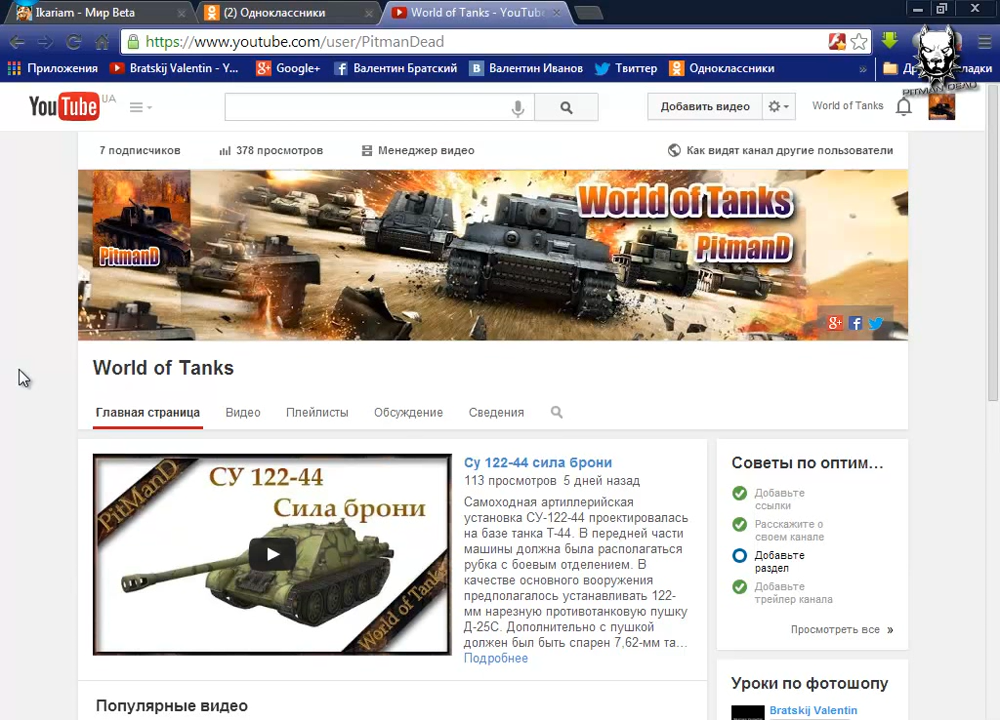 Ikariam - Мир Beta
(2) Одноклассники
World of Tanks - YouTube
https://www.youtube.com/user/PitmanDead
Приложения
Bratskij Valentin - Y...
Google+
Валентин Братский
Валентин Иванов
Твиттер
Одноклассники
PITMAN DEAD
YouTube UA
Добавить видео
World of Tanks
7 подписчиков
378 просмотров
Менеджер видео
Как видят канал другие пользователи
PitmanD
World of Tanks
PitmanD
World of Tanks
Главная страница
Видео
Плейлисты
Обсуждение
Сведения
PitManD
СУ 122-44
Сила брони
World of Tanks
Су 122-44 сила брони
113 просмотров 5 дней назад
Самоходная артиллерийская
установка СУ-122-44 проектировалась
на базе танка Т-44. В передней части
машины должна была располагаться
рубка с боевым отделением. В
качестве основного вооружения
предполагалось устанавливать 122-
мм нарезную противотанковую пушку
Д-25С. Дополнительно с пушкой
должен был быть спарен 7,62-мм та...
Подробнее
Популярные видео
Советы по оптим...
Добавьте
ссылки
Расскажите о
своем канале
Добавьте
раздел
Добавьте
трейлер канала
Просмотреть все »
Уроки по фотошопу
Bratskij Valentin